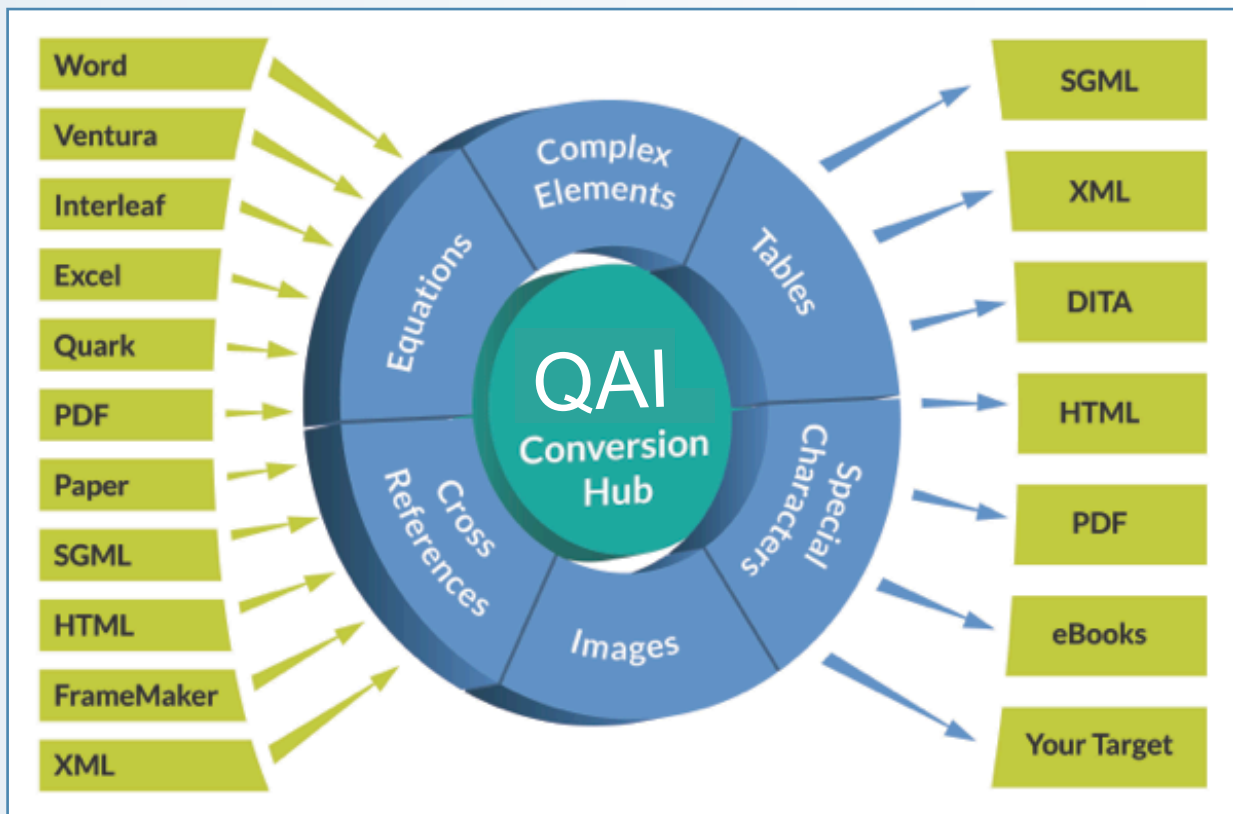 Word
Ventura
Interleaf
Excel
Quark
PDF
Paper
SGML
HTML
FrameMaker
XML
Complex
Elements
Equations
Tables
QAI
Conversion
Hub
Cross
References
Special
Characters
Images
SGML
XML
DITA
HTML
PDF
eBooks
Your Target